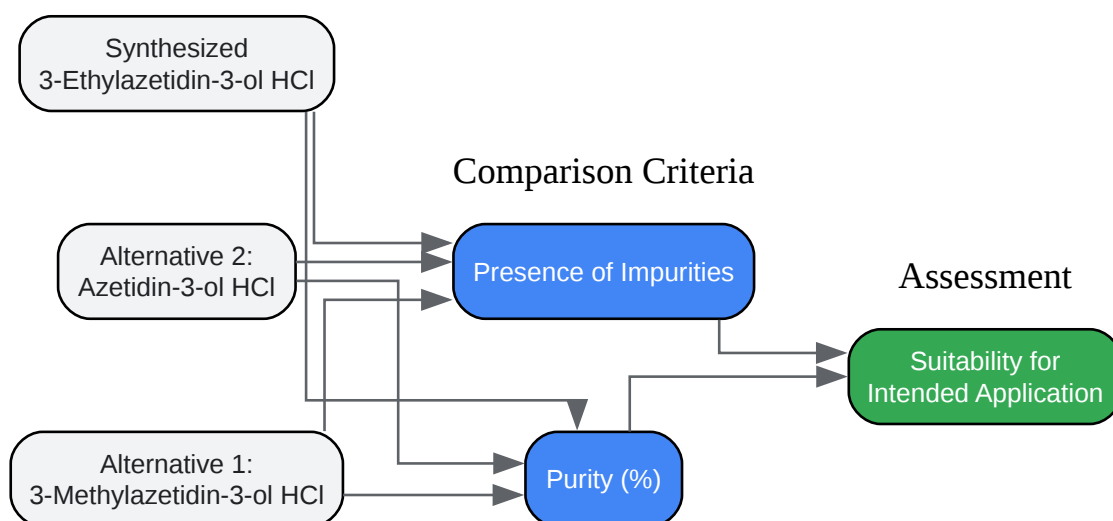 Synthesized
3-Ethylazetidin-3-ol HCl
Comparison Criteria
Alternative 2:
Azetidin-3-ol HCl
Presence of Impurities
Assessment
Suitability for
Intended Application
Alternative 1:
3-Methylazetidin-3-ol HCl
Purity (%)